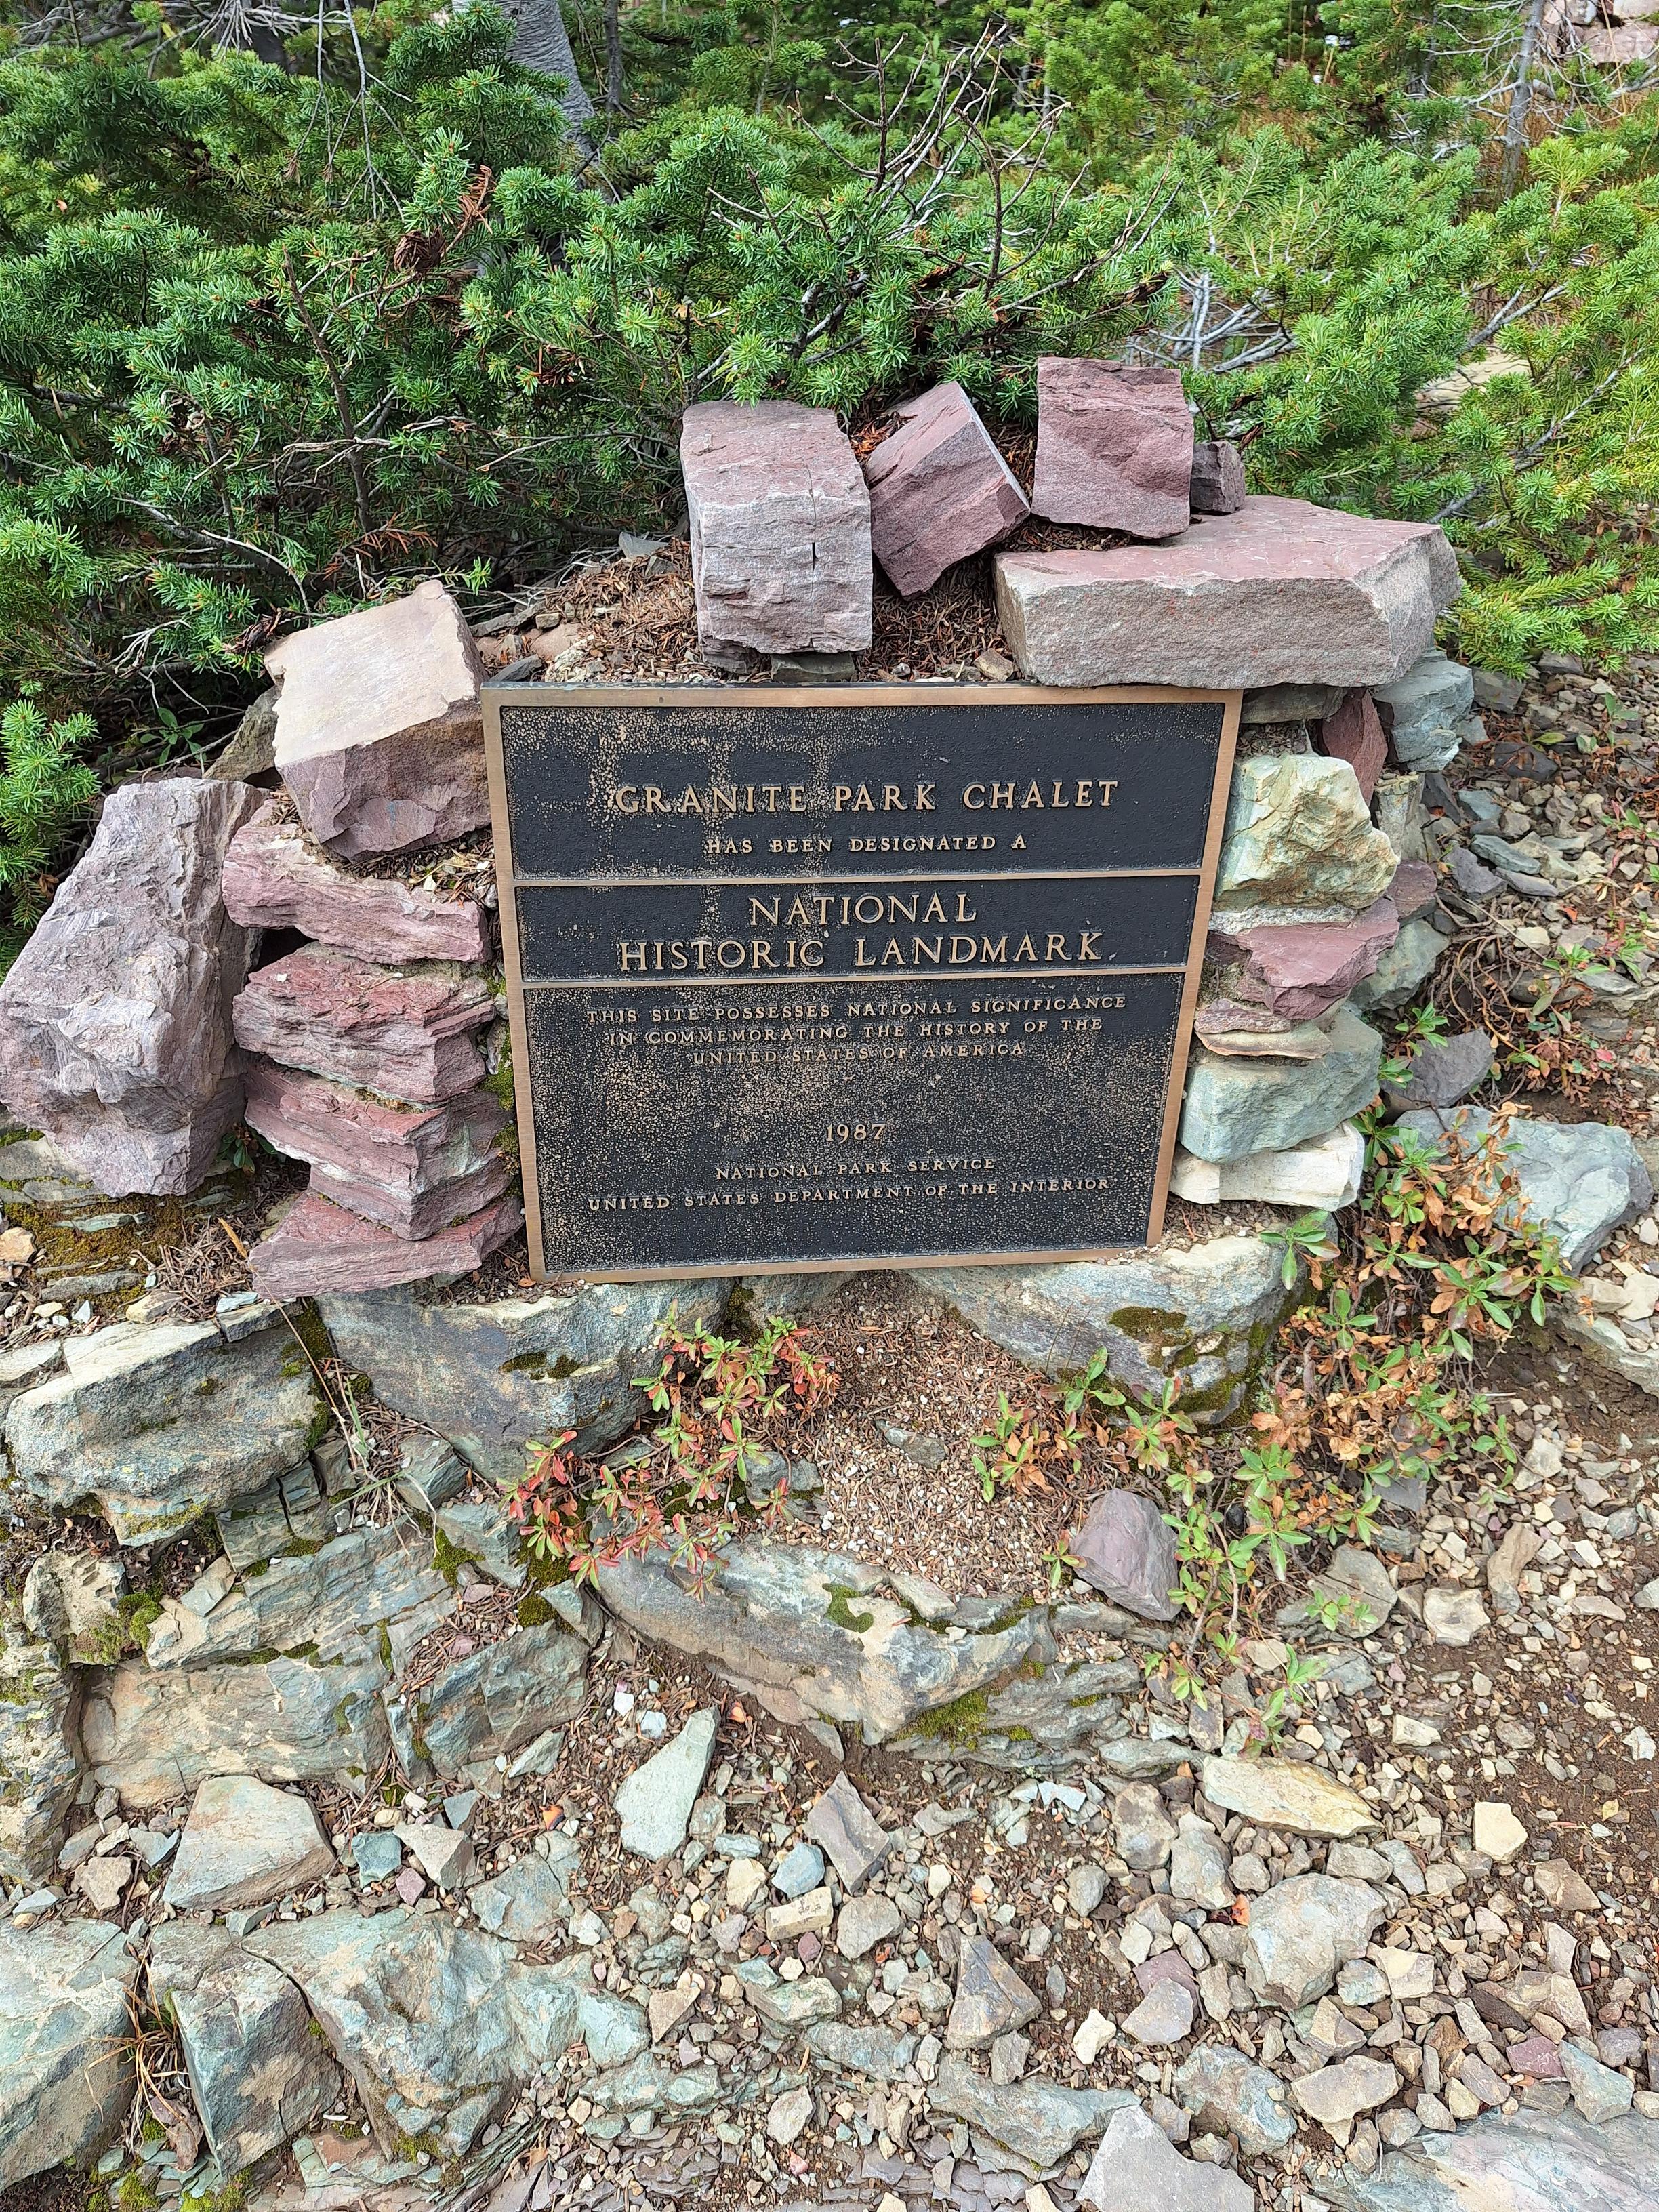 GRANITE PARK CHALET
HAS BEEN DESIGNATED A
NATIONAL
HISTORIC LANDMARK
THIS SITE POSSESSES NATIONAL SIGNIFICANCE
IN COMMEMORATING THE HISTORY OF THE
UNITED STATES OF AMERICA
1987
NATIONAL PARK SERVICE
UNITED STATES DEPARTMENT OF THE INTERIOR